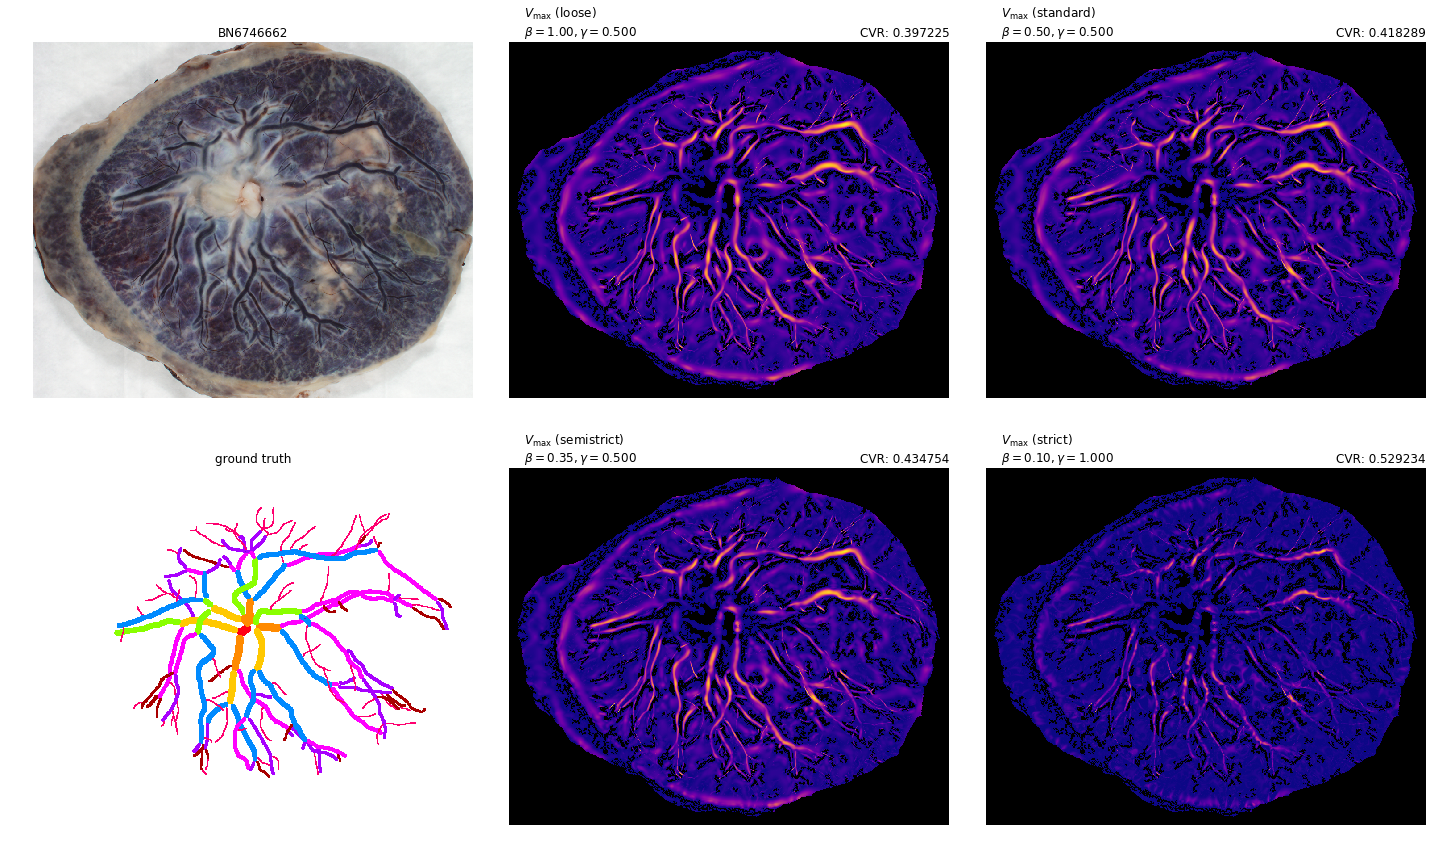 BN6746662
V_max (loose)
β = 1.00, γ = 0.500
CVR: 0.397225
V_max (standard)
β = 0.50, γ = 0.500
CVR: 0.418289
ground truth
V_max (semistrict)
β = 0.35, γ = 0.500
CVR: 0.434754
V_max (strict)
β = 0.10, γ = 1.000
CVR: 0.529234